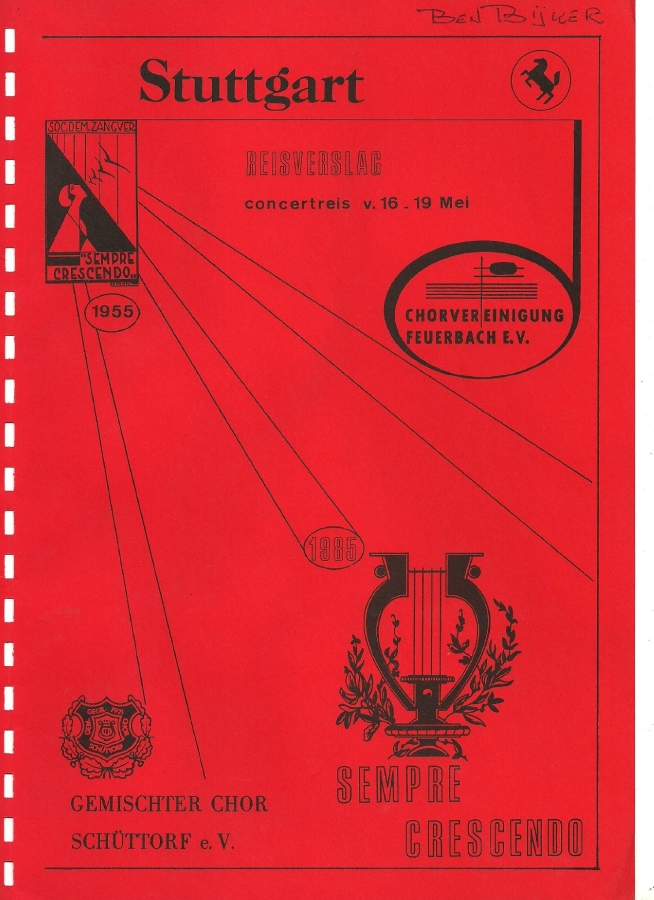 Ben Bijker
Stuttgart
SOC. DEM. ZANGVER.
REISVERSLAG
concertreis v. 16 - 19 Mei
"SEMPRE
CRESCENDO„
1955
CHORVEREINIGUNG
FEUERBACH E.V.
1985
SCHÜTTORF
GEMISCHTER CHOR
SCHÜTTORF e. V.
SEMPRE
CRESCENDO